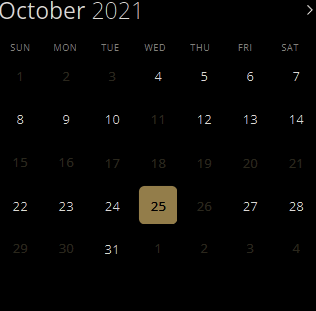 October 2021
SUN MON TUE WED THU FRI SAT
1 2 3 4 5 6 7
8 9 10 11 12 13 14
15 16 17 18 19 20 21
22 23 24 25 26 27 28
29 30 31 1 2 3 4